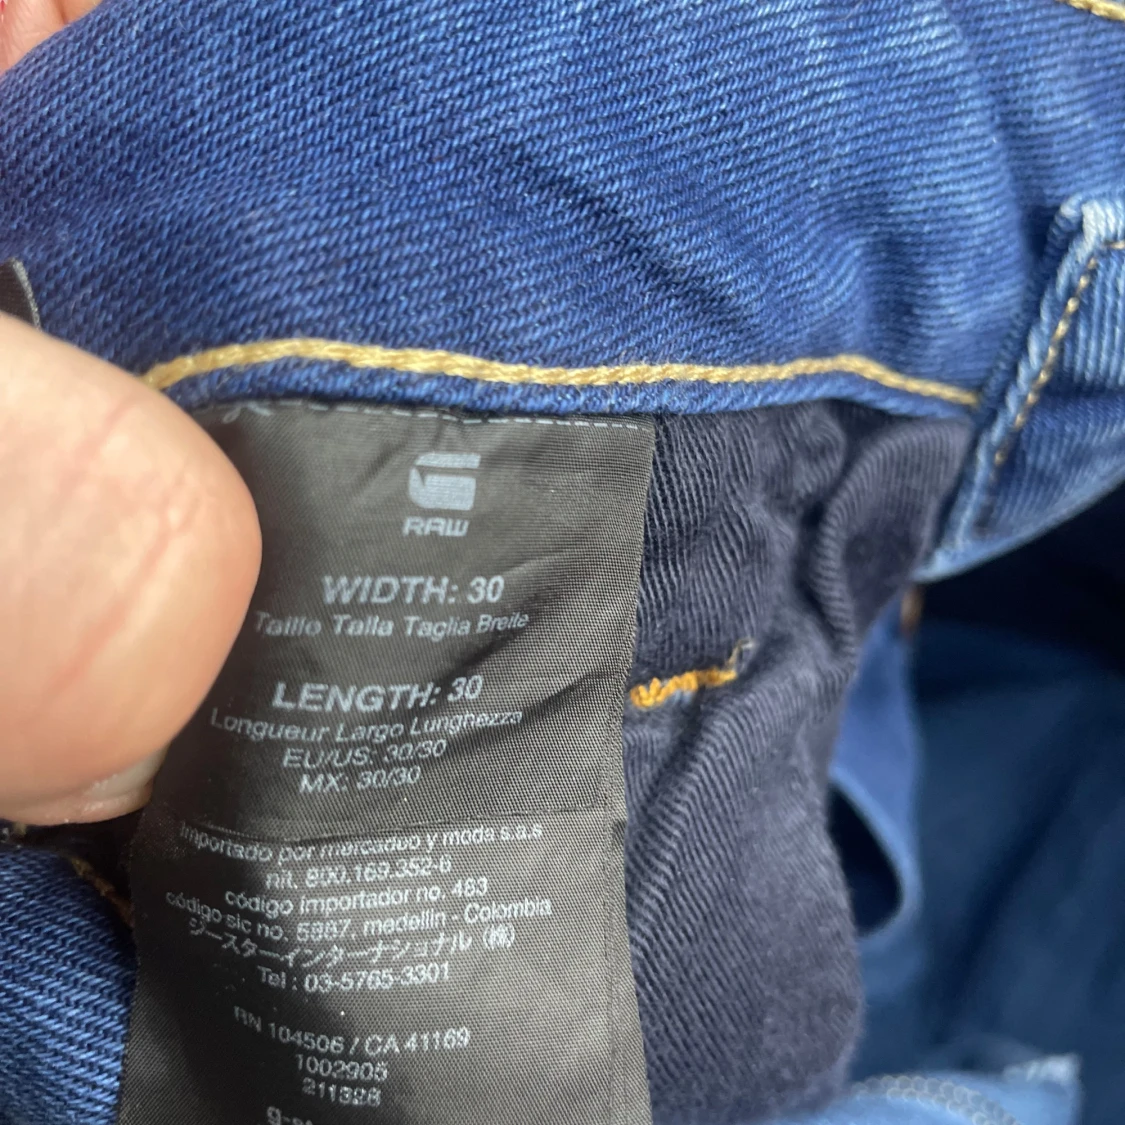 G
RAW
WIDTH: 30
Taille Talla Taglia Breite
LENGTH: 30
Longueur Largo Lunghezza
EU/US: 30/30
MX: 30/30
Importado por mercadeo y moda s.a.s
nit. 800.169.352-6
código importador no. 483
código sic no. 5887. medellin - Colombia
ジースターインターナショナル (株)
Tel : 03-5765-3301
RN 104506 / CA 41169
1002905
211328